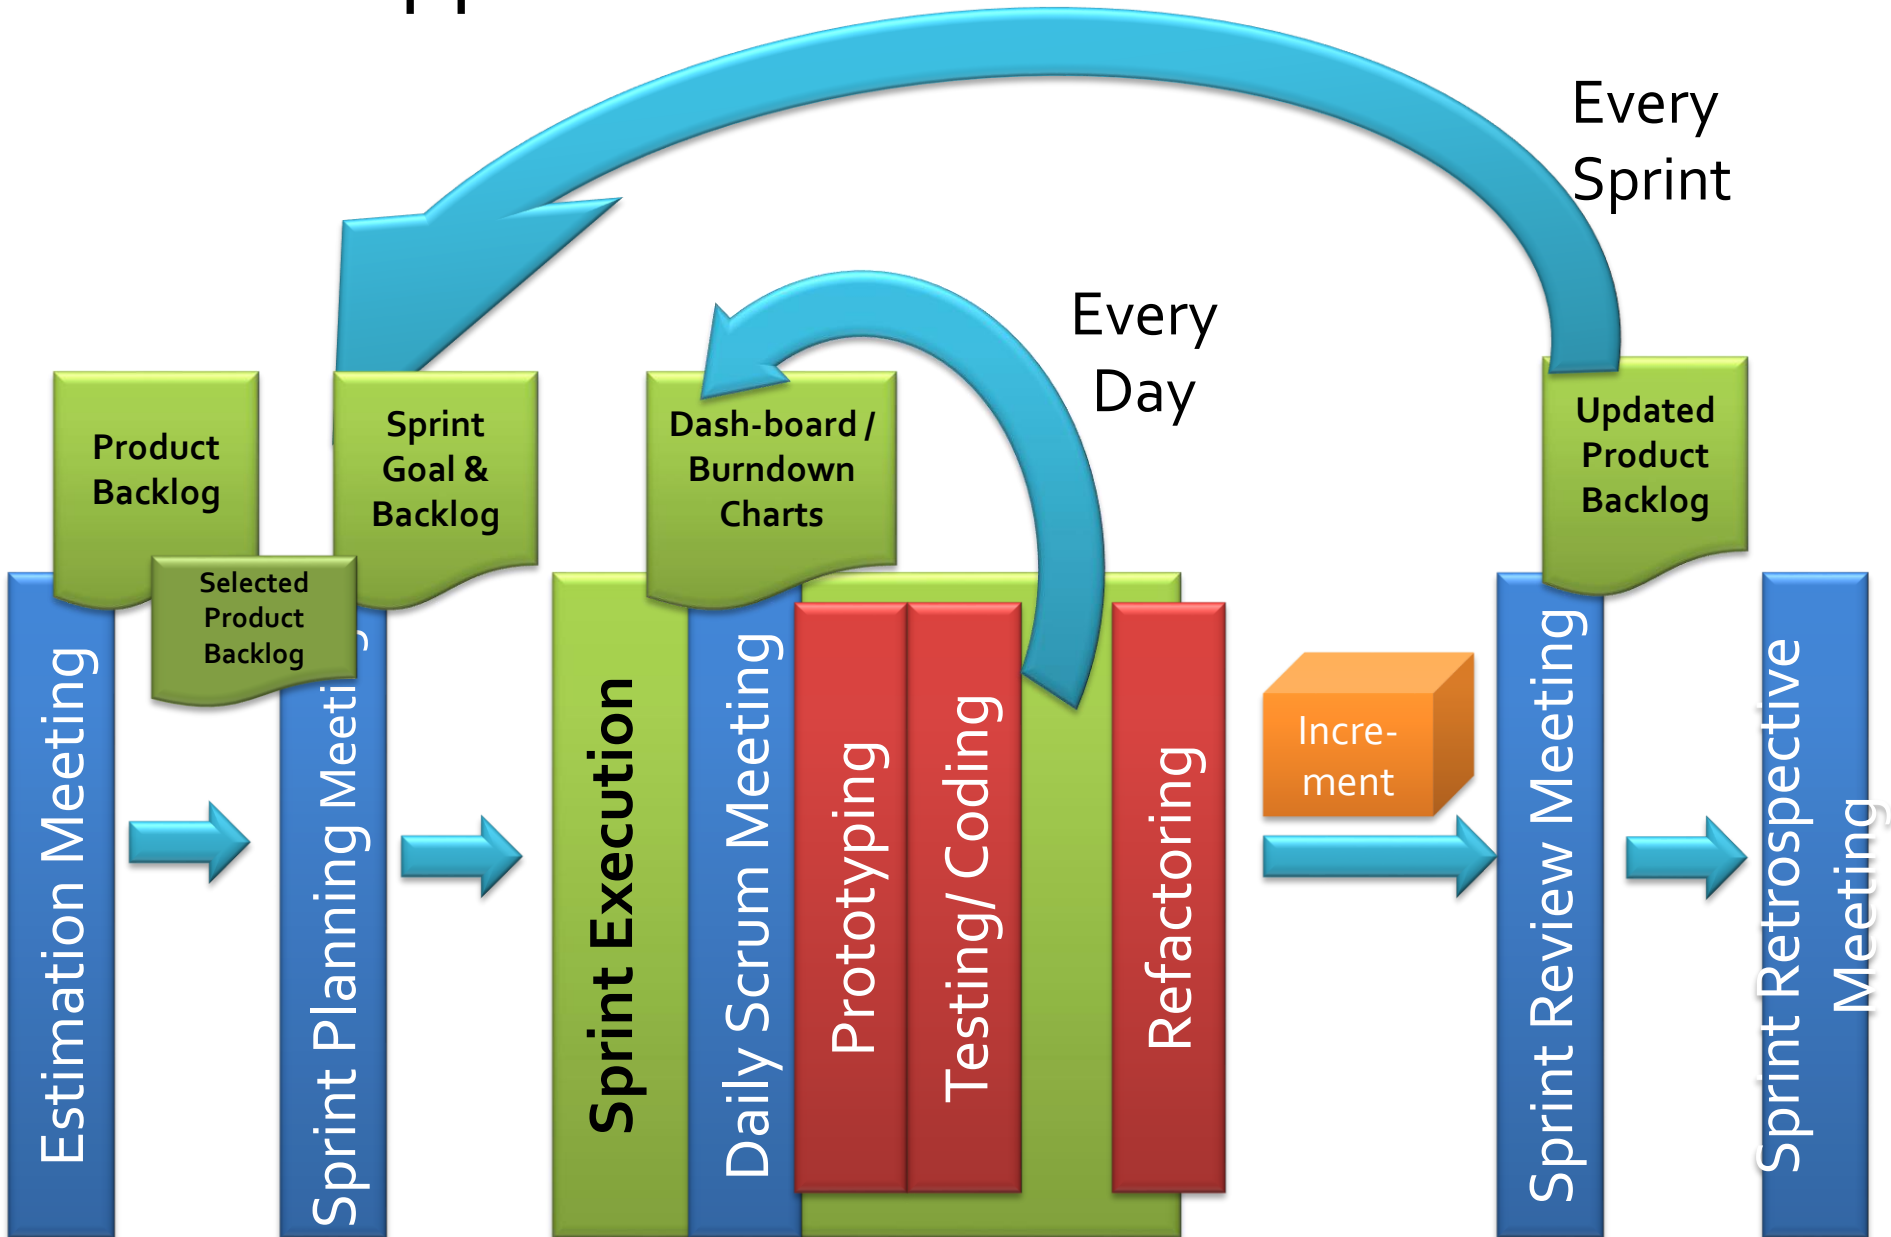 Every
Sprint
Every
Day
Product
Backlog
Sprint
Goal &
Backlog
Dash-board /
Burndown
Charts
Updated
Product
Backlog
Selected
Product
Backlog
Estimation Meeting
Sprint Planning Meeting
Sprint Execution
Daily Scrum Meeting
Prototyping
Testing/ Coding
Refactoring
Incre-
ment
Sprint Review Meeting
Sprint Retrospective
Meeting